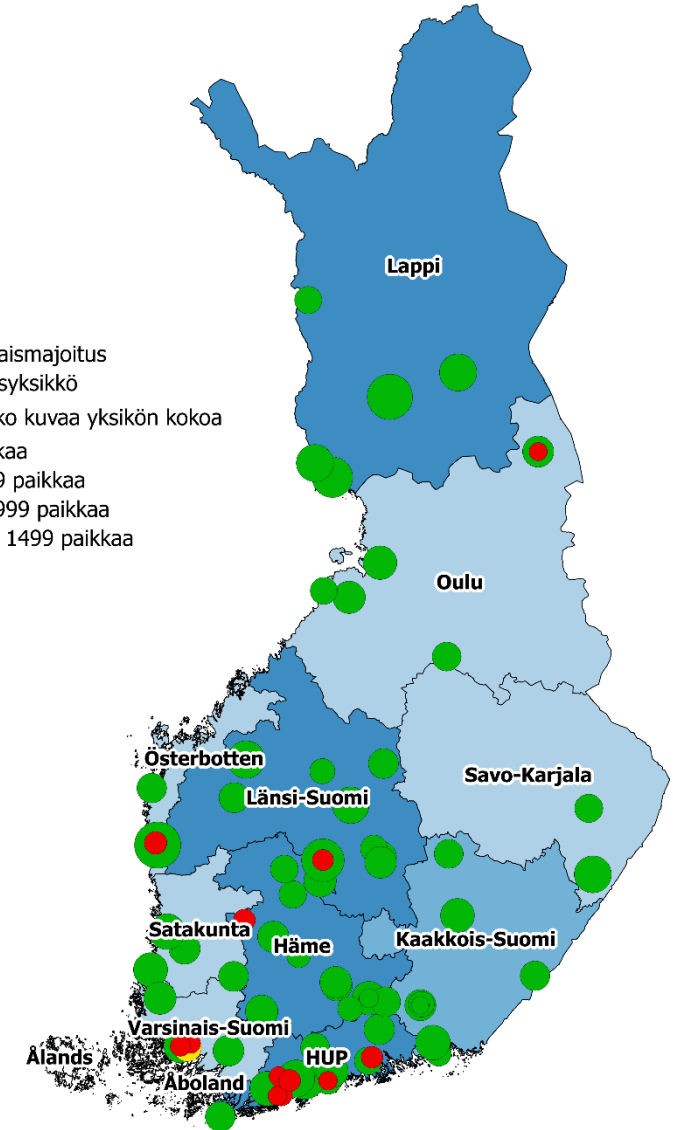 Lappi
aismajoitus
syksikkö
ko kuvaa yksikön kokoa
kaa
9 paikkaa
999 paikkaa
1499 paikkaa
Oulu
Österbotten
Savo-Karjala
Länsi-Suomi
Satakunta
Häme
Kaakkois-Suomi
Varsinais-Suomi
Ålands
HUP
Åboland